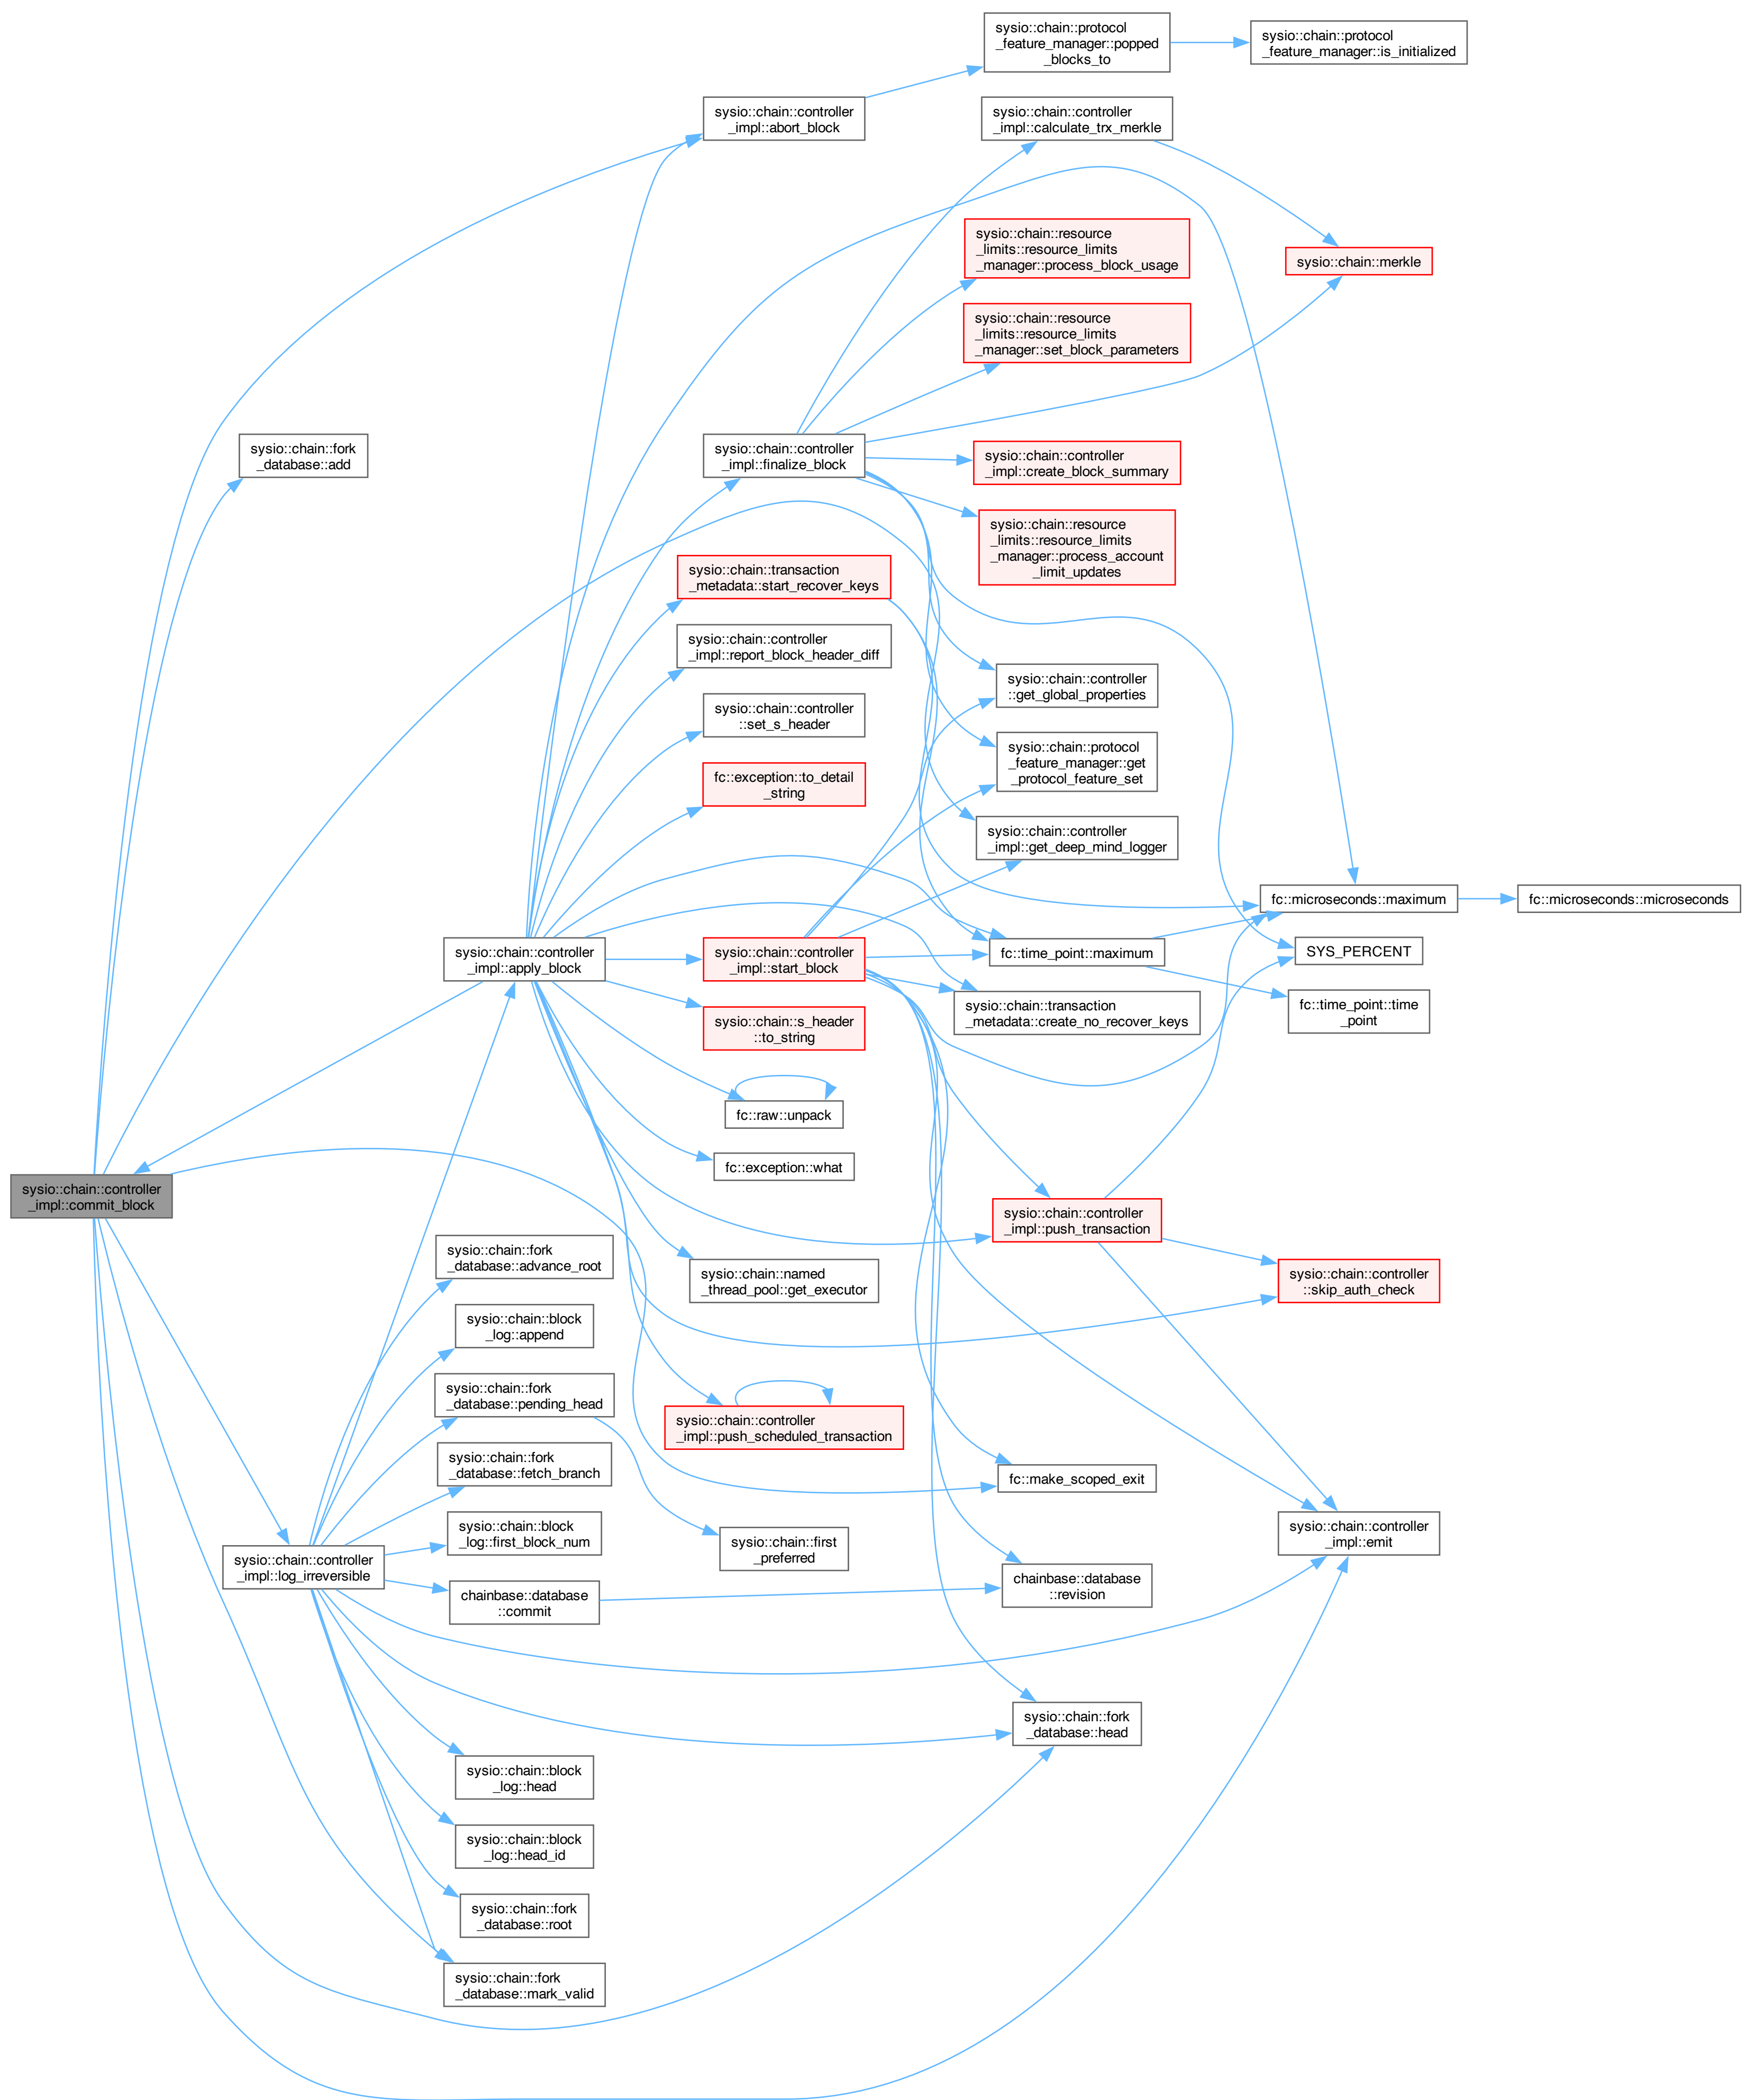 sysio::chain::protocol
_feature_manager::popped
_blocks_to
sysio::chain::protocol
_feature_manager::is_initialized
sysio::chain::controller
_impl::abort_block
sysio::chain::controller
_impl::calculate_trx_merkle
sysio::chain::resource
_limits::resource_limits
_manager::process_block_usage
sysio::chain::merkle
sysio::chain::resource
_limits::resource_limits
_manager::set_block_parameters
sysio::chain::fork
_database::add
sysio::chain::controller
_impl::finalize_block
sysio::chain::controller
_impl::create_block_summary
sysio::chain::resource
_limits::resource_limits
_manager::process_account
_limit_updates
sysio::chain::transaction
_metadata::start_recover_keys
sysio::chain::controller
_impl::report_block_header_diff
sysio::chain::controller
::get_global_properties
sysio::chain::controller
::set_s_header
sysio::chain::protocol
_feature_manager::get
_protocol_feature_set
fc::exception::to_detail
_string
sysio::chain::controller
_impl::get_deep_mind_logger
fc::microseconds::maximum
fc::microseconds::microseconds
sysio::chain::controller
_impl::apply_block
sysio::chain::controller
_impl::start_block
fc::time_point::maximum
SYS_PERCENT
sysio::chain::transaction
_metadata::create_no_recover_keys
fc::time_point::time
_point
sysio::chain::s_header
::to_string
fc::raw::unpack
fc::exception::what
sysio::chain::controller
_impl::commit_block
sysio::chain::controller
_impl::push_transaction
sysio::chain::fork
_database::advance_root
sysio::chain::named
_thread_pool::get_executor
sysio::chain::controller
::skip_auth_check
sysio::chain::block
_log::append
sysio::chain::fork
_database::pending_head
sysio::chain::controller
_impl::push_scheduled_transaction
sysio::chain::fork
_database::fetch_branch
fc::make_scoped_exit
sysio::chain::block
_log::first_block_num
sysio::chain::first
_preferred
sysio::chain::controller
_impl::emit
sysio::chain::controller
_impl::log_irreversible
chainbase::database
::commit
chainbase::database
::revision
sysio::chain::fork
_database::head
sysio::chain::block
_log::head
sysio::chain::block
_log::head_id
sysio::chain::fork
_database::root
sysio::chain::fork
_database::mark_valid